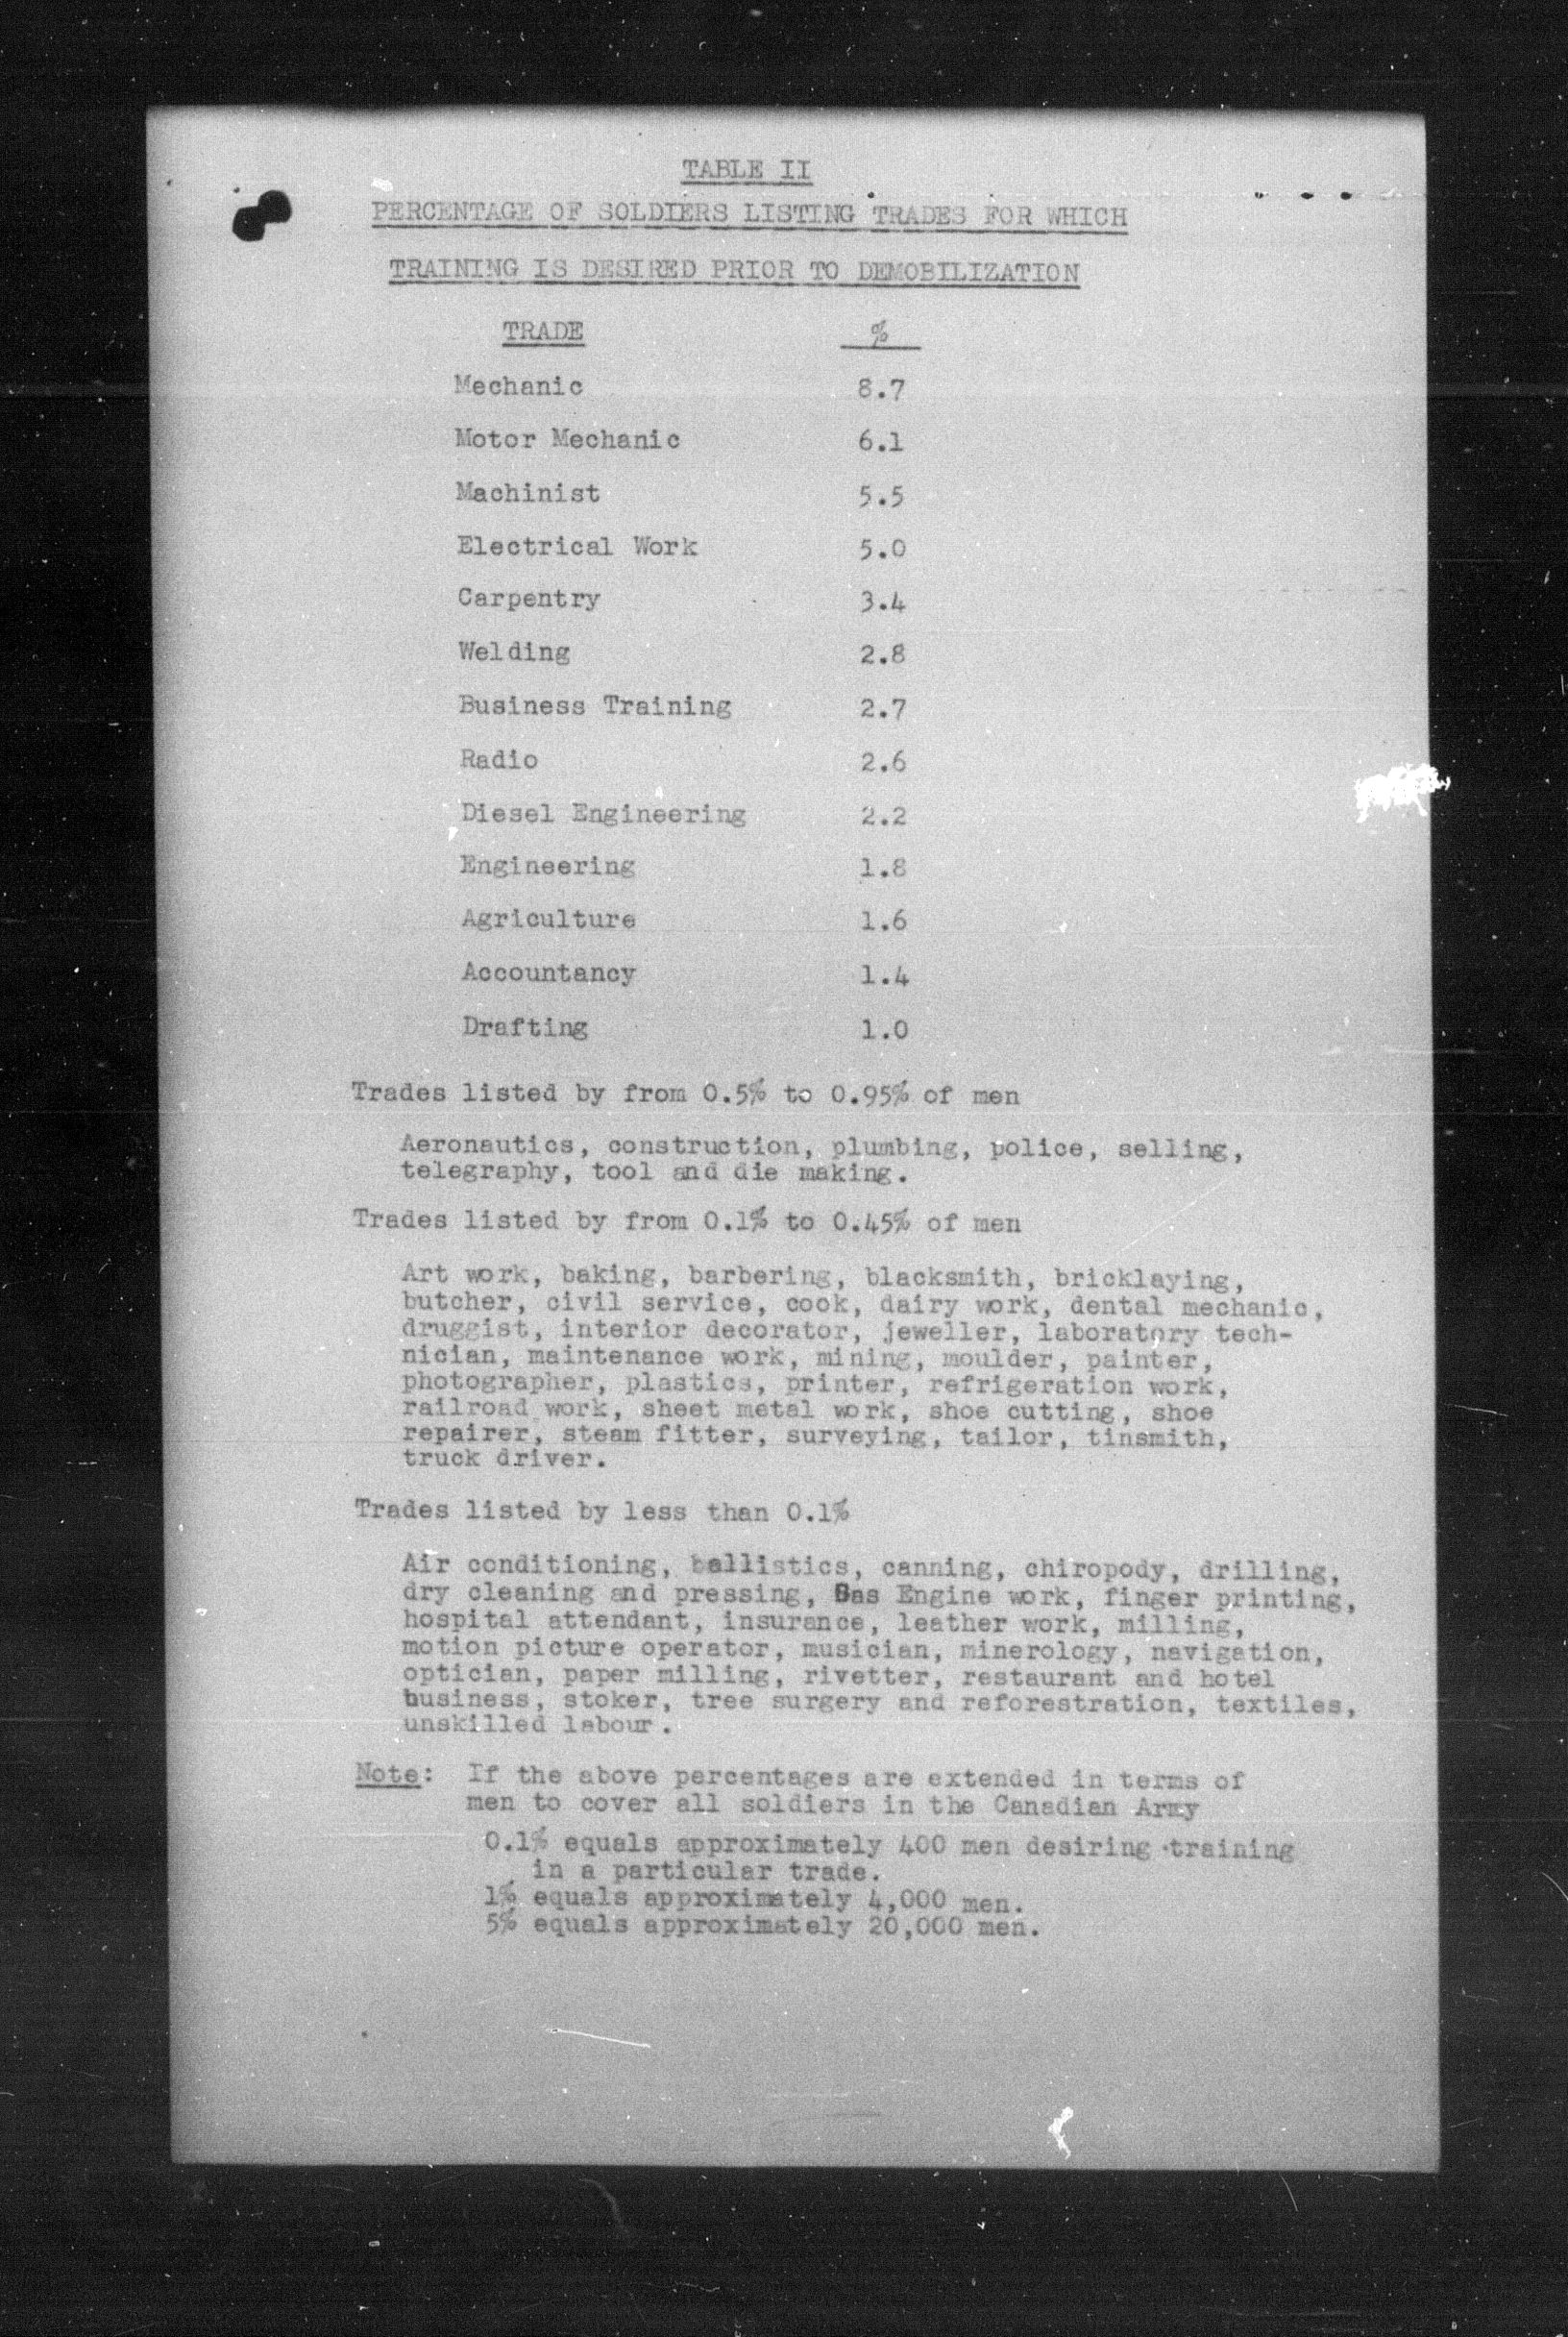 TABLE II
PERCENTAGE OF SOLDIERS LISTING TRADES FOR WHICH
TRAINING IS DESIRED PRIOR TO DEMOBILIZATION
TRADE %
Mechanic 8.7
Motor Mechanic 6.1
Machinist 5.5
Electrical Work 5.0
Carpentry 3.4
Welding 2.8
Business Training 2.7
Radio 2.6
Diesel Engineering 2.2
Engineering 1.8
Agriculture 1.6
Accountancy 1.4
Drafting 1.0
Trades listed by from 0.5% to 0.95% of men
Aeronautics, construction, plumbing, police, selling,
telegraphy, tool and die making.
Trades listed by from 0.1% to 0.45% of men
Art work, baking, barbering, blacksmith, bricklaying,
butcher, civil service, cook, dairy work, dental mechanic,
druggist, interior decorator, jeweller, laboratory tech-
nician, maintenance work, mining, moulder, painter,
photographer, plastics, printer, refrigeration work,
railroad work, sheet metal work, shoe cutting, shoe
repairer, steam fitter, surveying, tailor, tinsmith,
truck driver.
Trades listed by less than 0.1%
Air conditioning, ballistics, canning, chiropody, drilling,
dry cleaning and pressing, Gas Engine work, finger printing,
hospital attendant, insurance, leather work, milling,
motion picture operator, musician, minerology, navigation,
optician, paper milling, rivetter, restaurant and hotel
business, stoker, tree surgery and reforestration, textiles,
unskilled labour.
Note: If the above percentages are extended in terms of
men to cover all soldiers in the Canadian Army
0.1% equals approximately 400 men desiring training
in a particular trade.
1% equals approximately 4,000 men.
5% equals approximately 20,000 men.